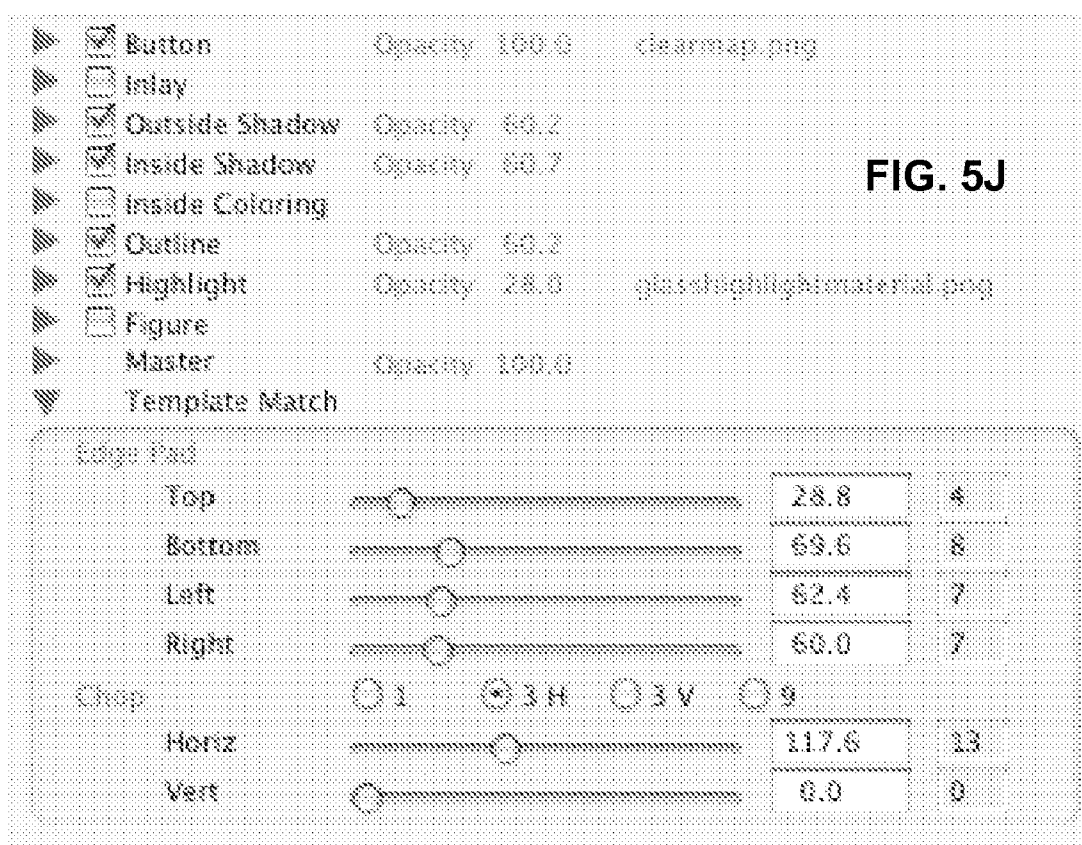 Button Opacity 100.0 clearmap.png
Inlay
Outside Shadow Opacity 60.2
Inside Shadow Opacity 60.7
FIG. 5J
Inside Coloring
Outline Opacity 60.2
Highlight Opacity 28.0 glasshighlightmaterial.png
Figure
Master Opacity 100.0
Template Match
Edge Pad
Top 28.8 4
Bottom 69.6 8
Left 62.4 7
Right 60.0 7
Chop 1 3 H 3 V 9
Horiz 117.6 13
Vert 0.0 0